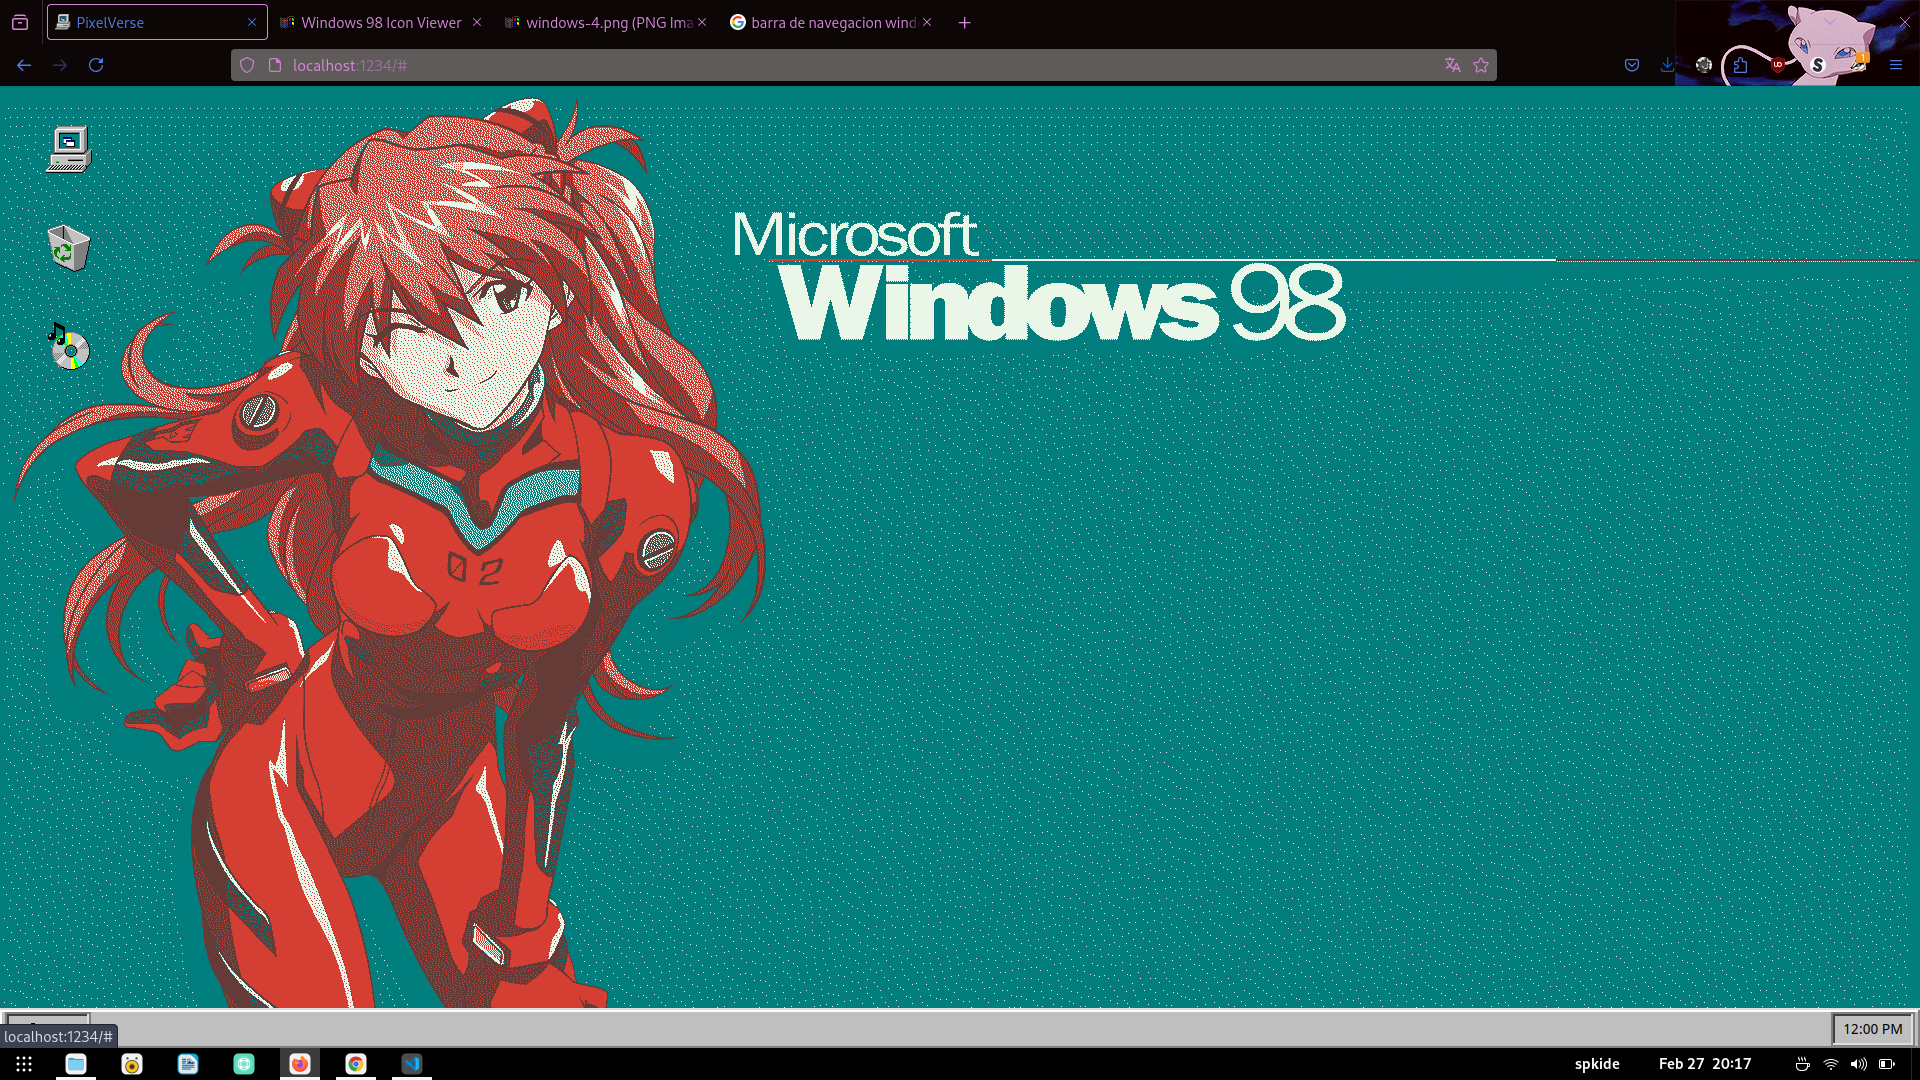 PixelVerse
Windows 98 Icon Viewer
windows-4.png (PNG Ima
barra de navegacion wind
localhost:1234/#
Microsoft
Windows 98
02
12:00 PM
localhost:1234/#
spkide
Feb 27 20:17